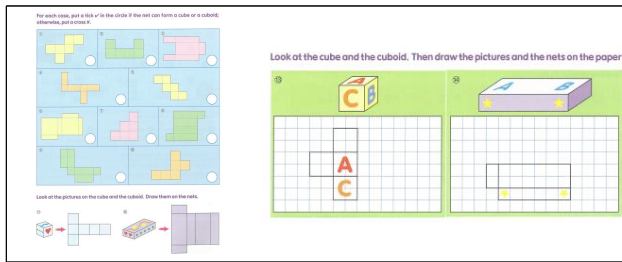 For each case, put a tick ✓ in the circle if the net can form a cube or a cuboid;
otherwise, put a cross X.
Look at the pictures on the cube and the cuboid. Draw them on the nets.
Look at the cube and the cuboid. Then draw the pictures and the nets on the paper
A
C
B
A
B
A
C